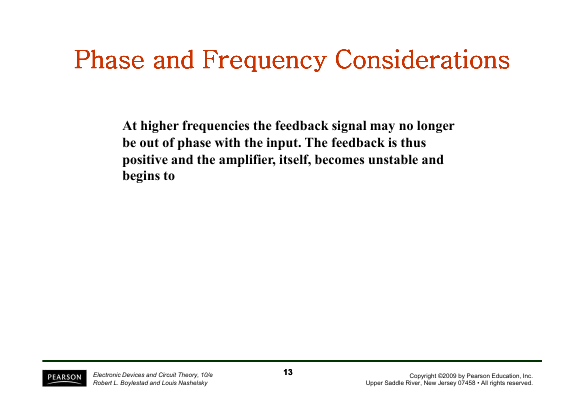 Phase and Frequency Considerations
At higher frequencies the feedback signal may no longer
be out of phase with the input. The feedback is thus
positive and the amplifier, itself, becomes unstable and
begins to
PEARSON
Electronic Devices and Circuit Theory, 10/e
Robert L. Boylestad and Louis Nashelsky
13
Copyright ©2009 by Pearson Education, Inc.
Upper Saddle River, New Jersey 07458 • All rights reserved.